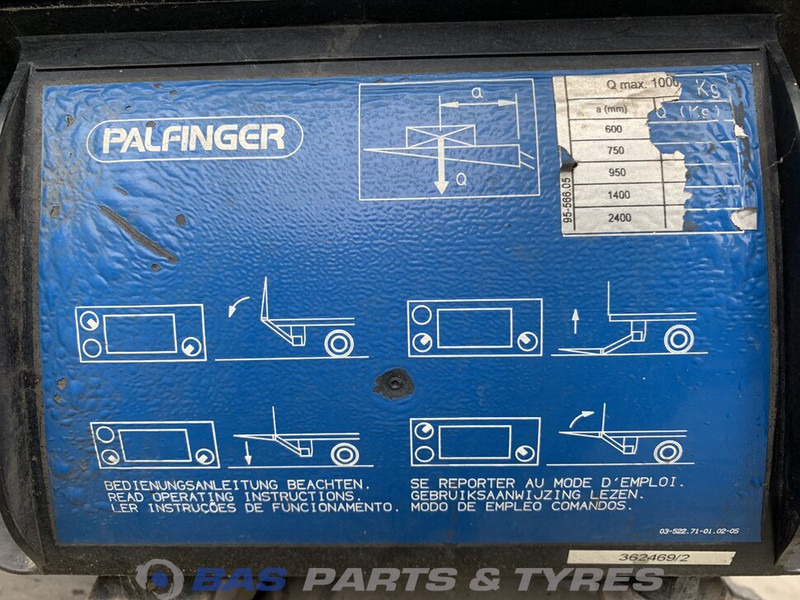 PALFINGER
a
Q
Q max. 1000 Kg
a (mm) Q (Kg)
600
750
950
1400
2400
95-566.05
BEDIENUNGSANLEITUNG BEACHTEN.
READ OPERATING INSTRUCTIONS.
LER INSTRUÇÕES DE FUNCIONAMENTO.
SE REPORTER AU MODE D'EMPLOI.
GEBRUIKSAANWIJZING LEZEN.
MODO DE EMPLEO COMANDOS.
03-522.71-01.02-05
362469/2
BAS PARTS & TYRES